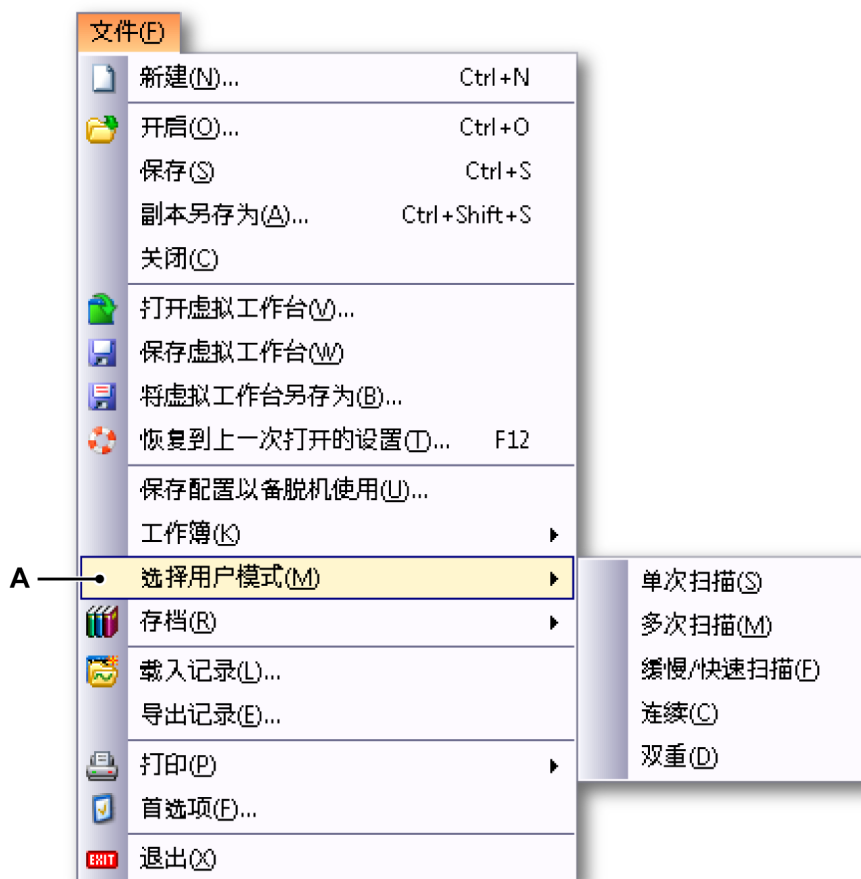 文件(F)
新建(N)... Ctrl+N
开启(O)... Ctrl+O
保存(S) Ctrl+S
副本另存为(A)... Ctrl+Shift+S
关闭(C)
打开虚拟工作台(V)...
保存虚拟工作台(W)
将虚拟工作台另存为(B)...
恢复到上一次打开的设置(T)... F12
保存配置以备脱机使用(U)...
工作簿(K)
A 选择用户模式(M)
单次扫描(S)
存档(R)
多次扫描(M)
缓慢/快速扫描(F)
载入记录(L)...
连续(C)
导出记录(E)...
双重(D)
打印(P)
首选项(F)...
EXIT 退出(X)